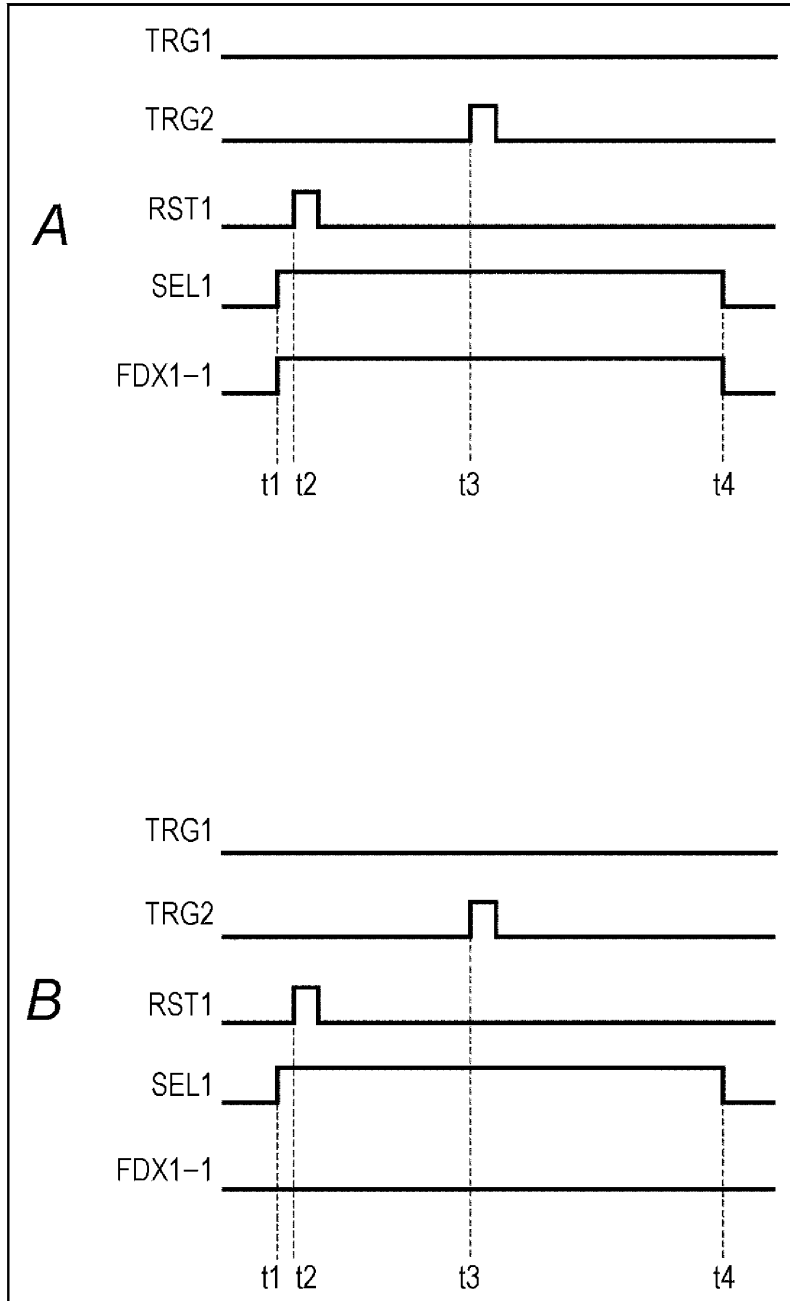 TRG1
TRG2
A
RST1
SEL1
FDX1–1
t1 t2 t3 t4
TRG1
TRG2
B
RST1
SEL1
FDX1–1
t1 t2 t3 t4